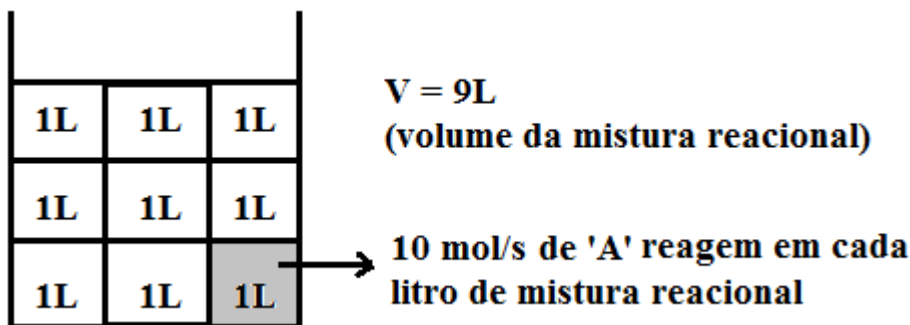 1L 1L 1L
V = 9L
(volume da mistura reacional)
1L 1L 1L
10 mol/s de 'A' reagem em cada
litro de mistura reacional
1L 1L 1L